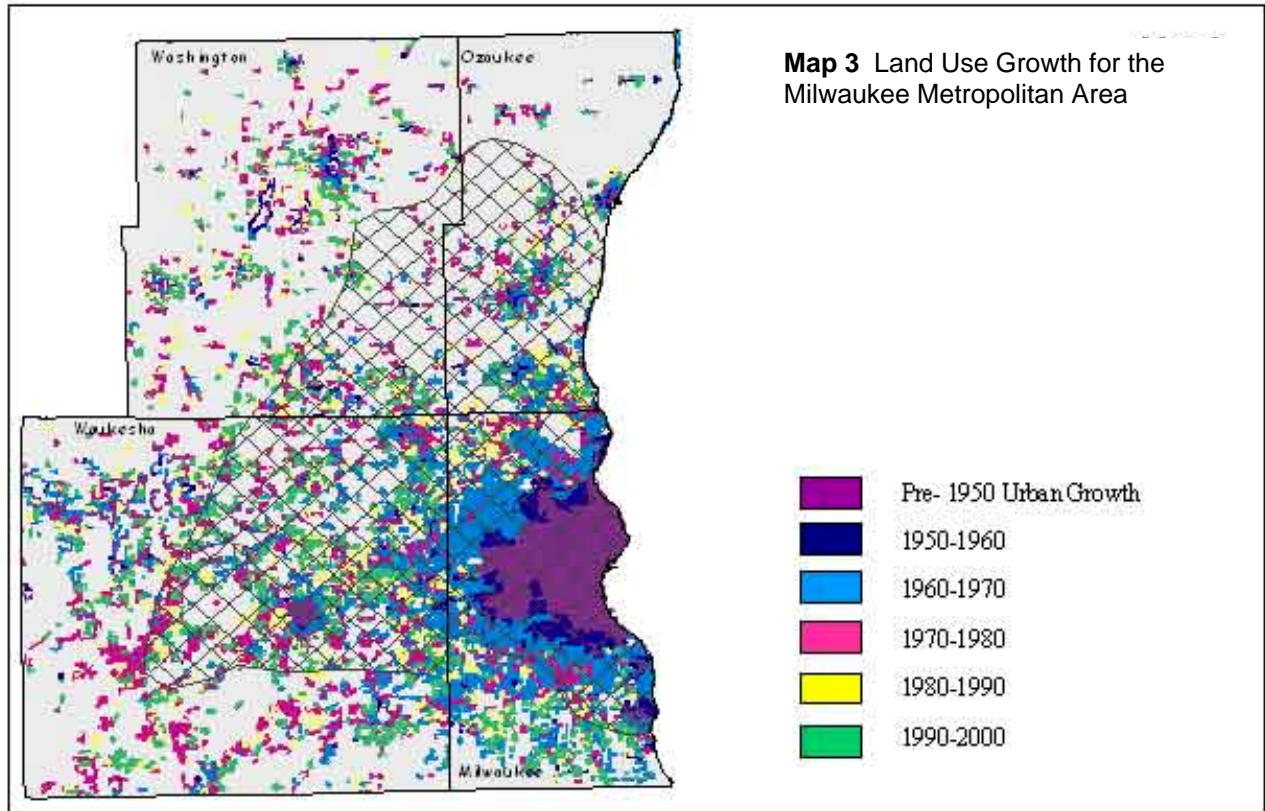 Washington
Ozaukee
Map 3 Land Use Growth for the
Milwaukee Metropolitan Area
Waukesha
Pre- 1950 Urban Growth
1950-1960
1960-1970
1970-1980
1980-1990
1990-2000
Milwaukee